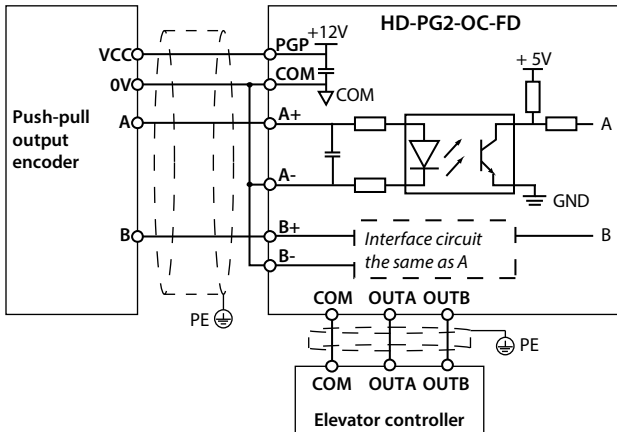 HD-PG2-OC-FD
+12V
VCC
PGP
+ 5V
0V
COM
COM
Push-pull
output
encoder
A
A+
A
A-
GND
B
B+
Interface circuit
the same as A
B
B-
COM OUTA OUTB
PE
PE
COM OUTA OUTB
Elevator controller